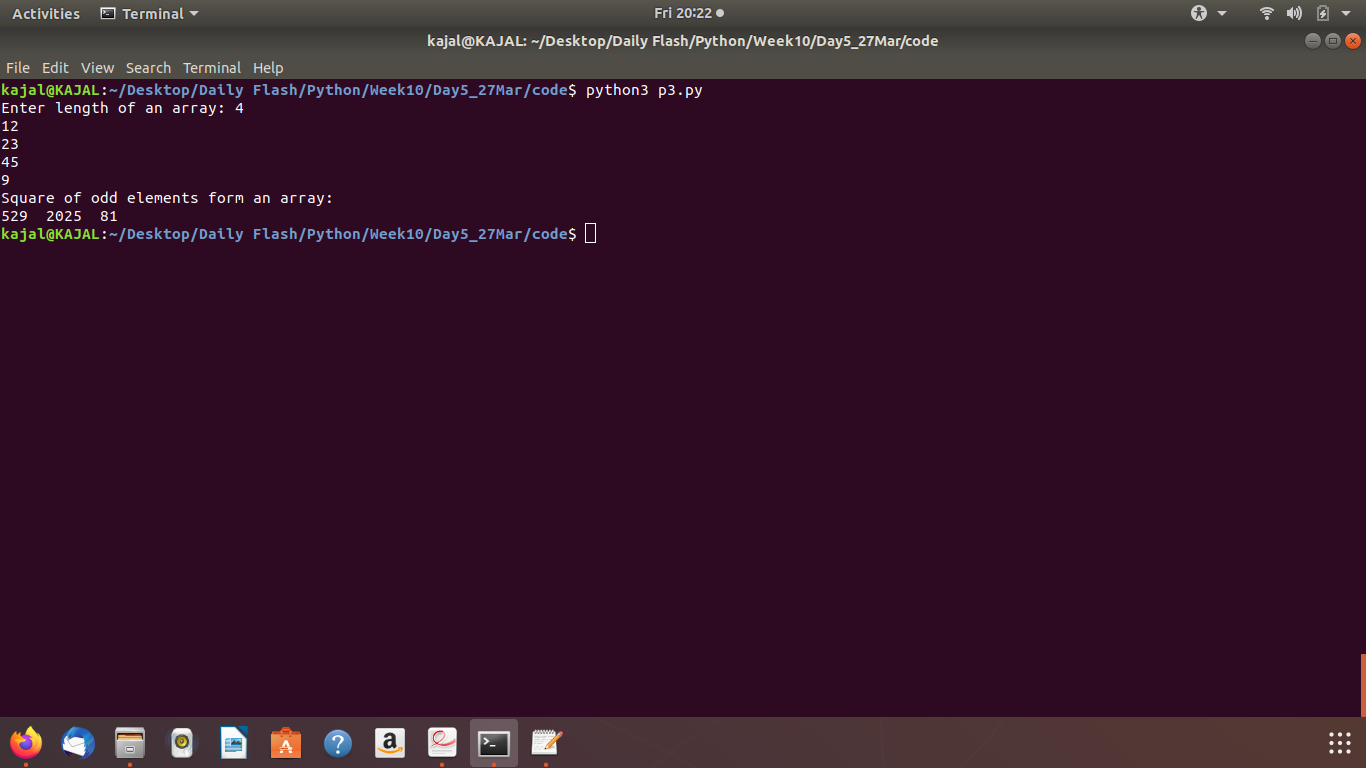 Activities Terminal Fri 20:22
kajal@KAJAL: ~/Desktop/Daily Flash/Python/Week10/Day5_27Mar/code
File Edit View Search Terminal Help
kajal@KAJAL:~/Desktop/Daily Flash/Python/Week10/Day5_27Mar/code$ python3 p3.py
Enter length of an array: 4
12
23
45
9
Square of odd elements form an array:
529  2025  81
kajal@KAJAL:~/Desktop/Daily Flash/Python/Week10/Day5_27Mar/code$